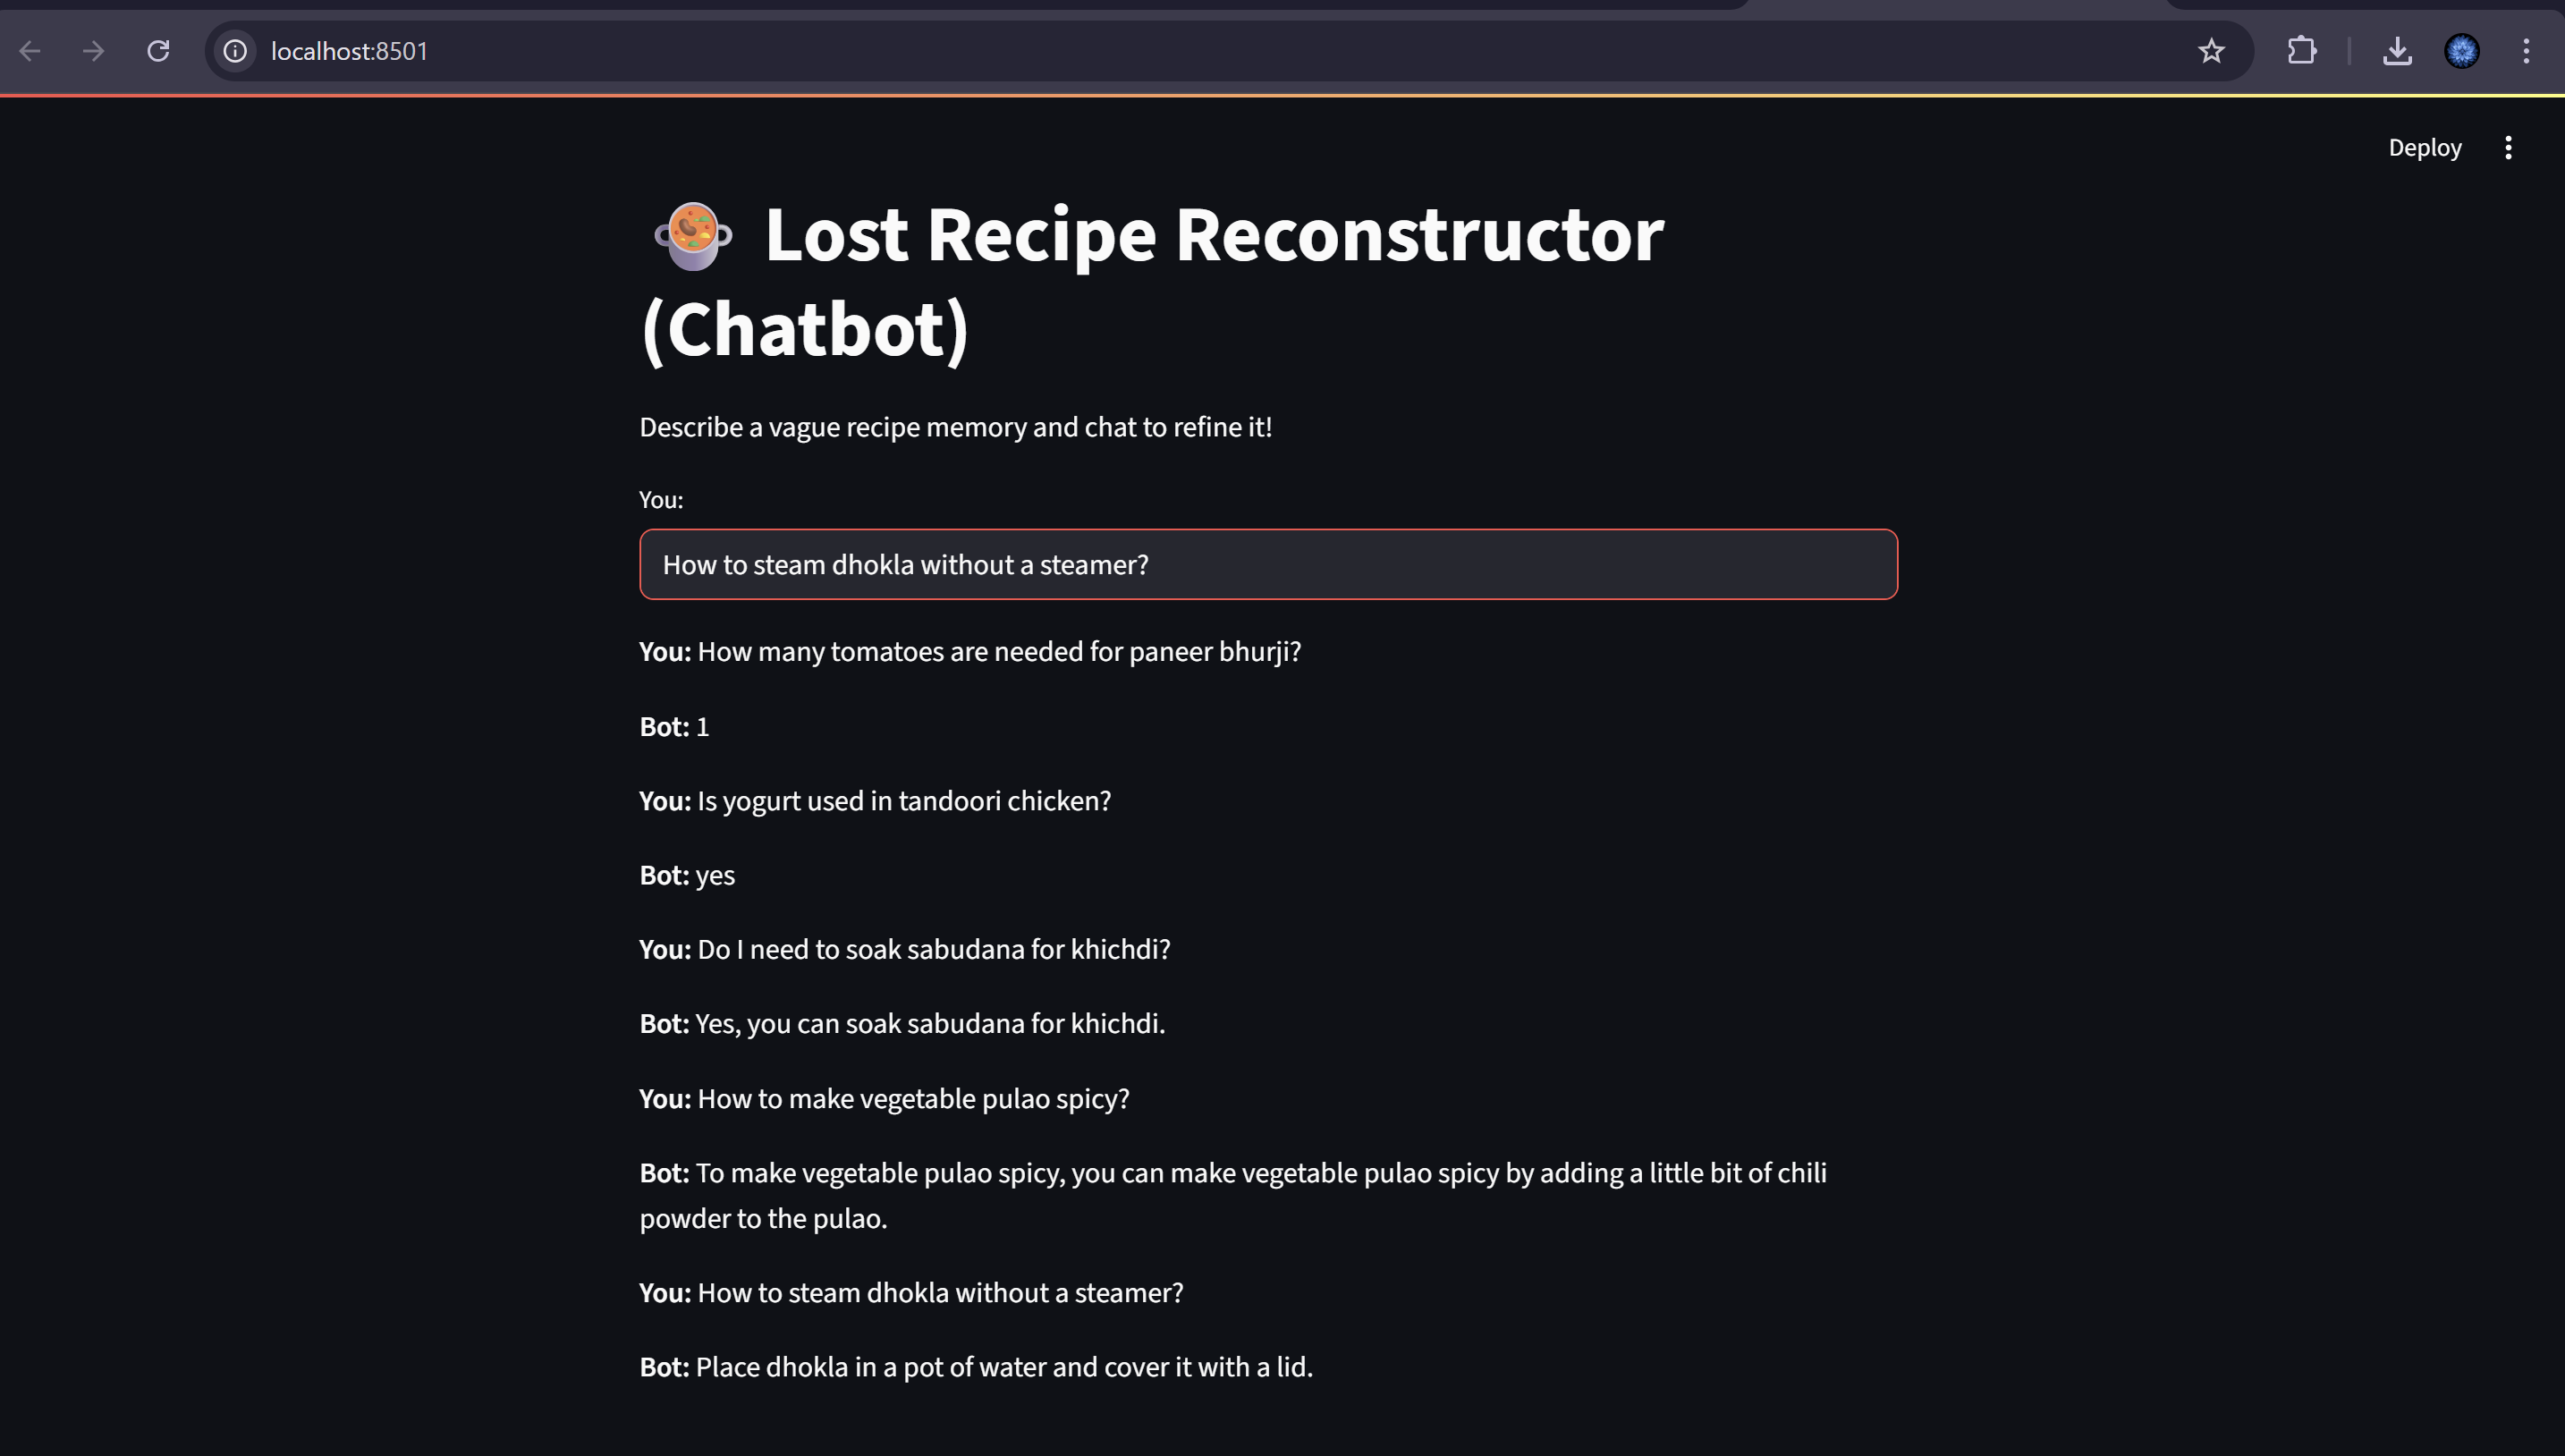 localhost:8501
Deploy
Lost Recipe Reconstructor
(Chatbot)
Describe a vague recipe memory and chat to refine it!
You:
How to steam dhokla without a steamer?
You: How many tomatoes are needed for paneer bhurji?
Bot: 1
You: Is yogurt used in tandoori chicken?
Bot: yes
You: Do I need to soak sabudana for khichdi?
Bot: Yes, you can soak sabudana for khichdi.
You: How to make vegetable pulao spicy?
Bot: To make vegetable pulao spicy, you can make vegetable pulao spicy by adding a little bit of chili
powder to the pulao.
You: How to steam dhokla without a steamer?
Bot: Place dhokla in a pot of water and cover it with a lid.